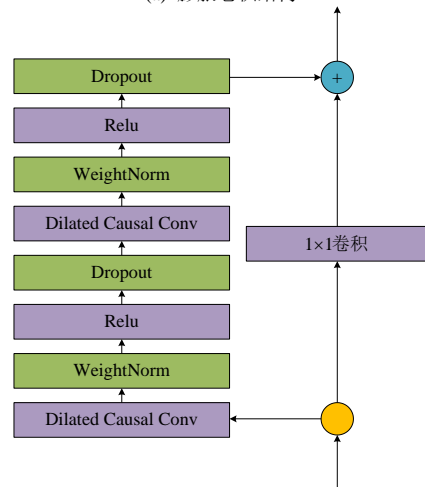 Dropout
+
Relu
WeightNorm
Dilated Causal Conv
1×1卷积
Dropout
Relu
WeightNorm
Dilated Causal Conv